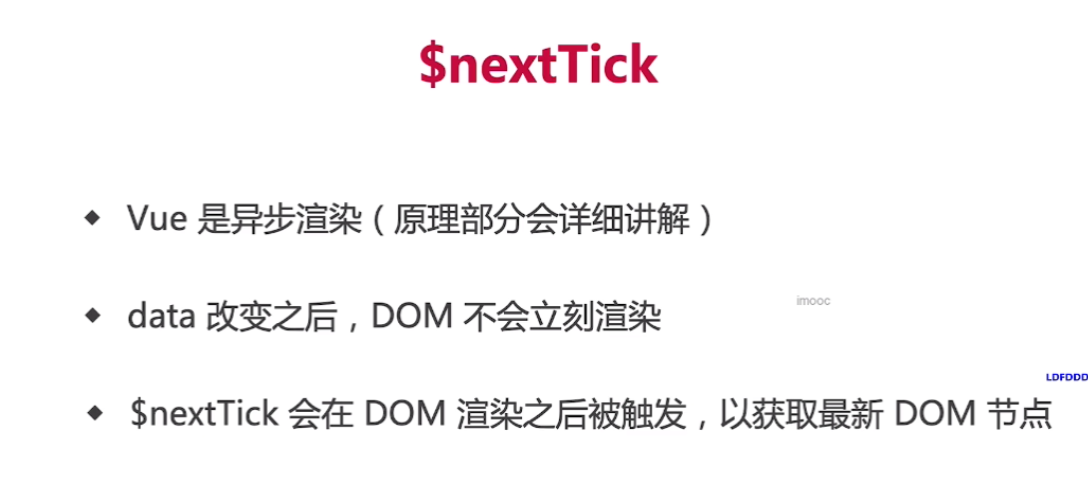 $nextTick
Vue 是异步渲染（原理部分会详细讲解）
data 改变之后，DOM 不会立刻渲染
imooc
LDFDDD
$nextTick 会在 DOM 渲染之后被触发，以获取最新 DOM 节点